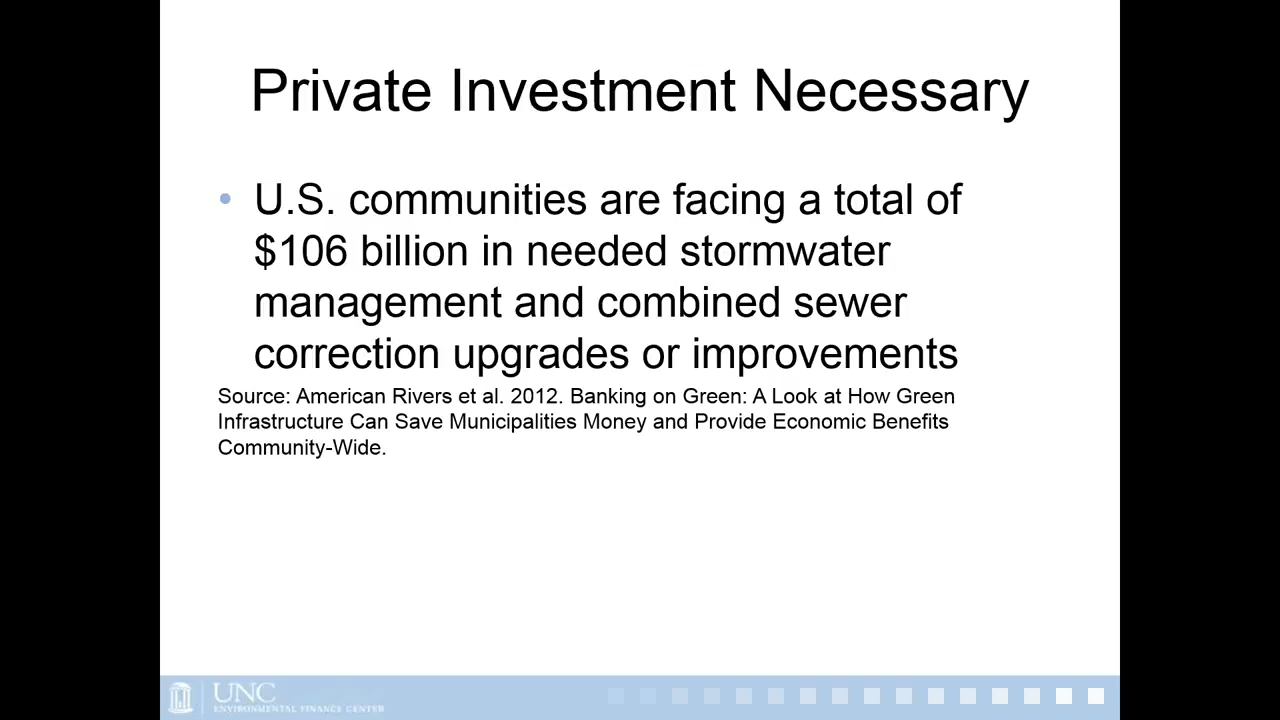 Private Investment Necessary
• U.S. communities are facing a total of
$106 billion in needed stormwater
management and combined sewer
correction upgrades or improvements
Source: American Rivers et al. 2012. Banking on Green: A Look at How Green
Infrastructure Can Save Municipalities Money and Provide Economic Benefits
Community-Wide.
UNC
ENVIRONMENTAL FINANCE CENTER